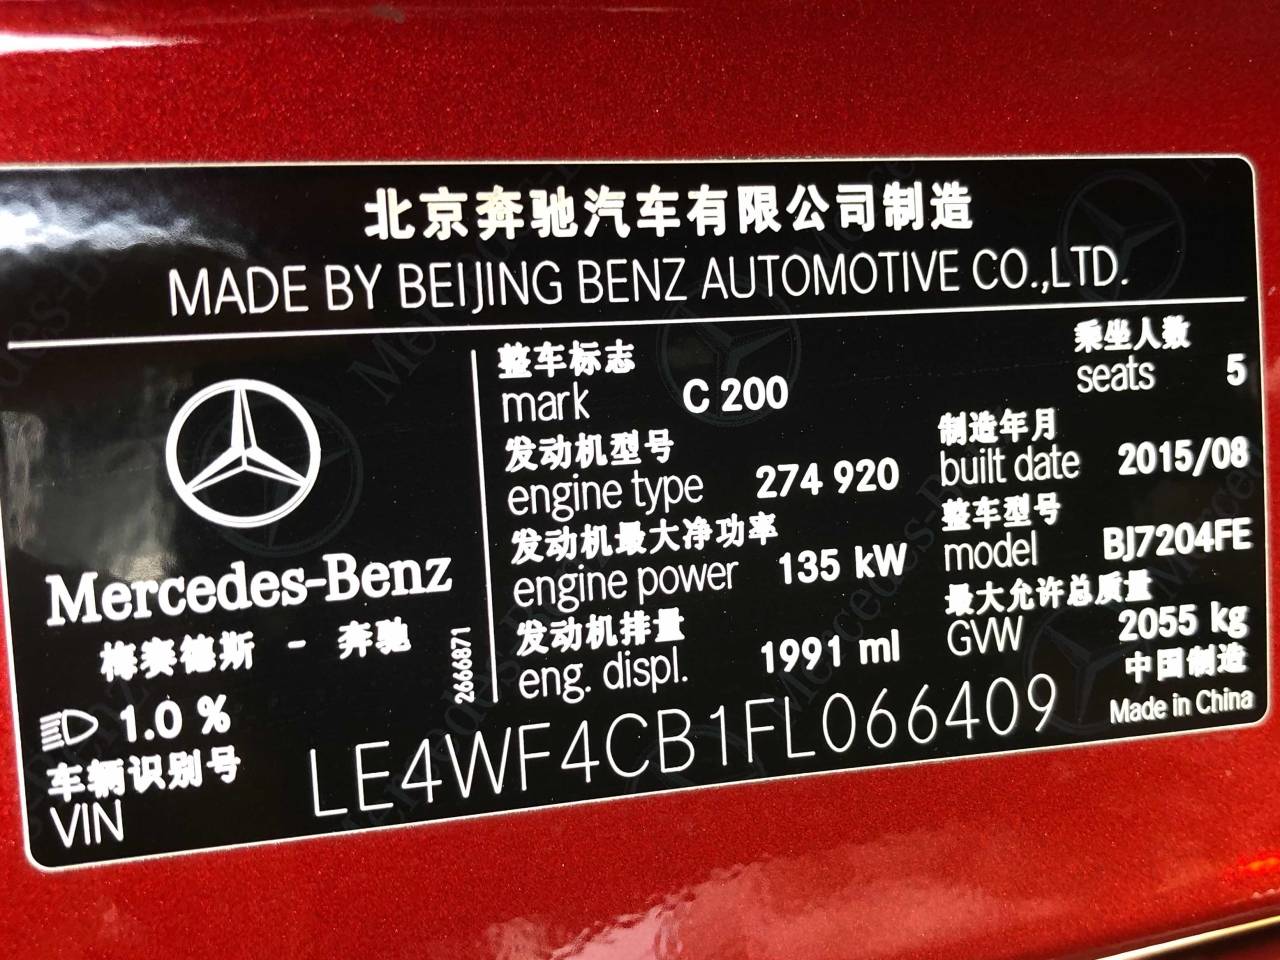 北京奔驰汽车有限公司制造
MADE BY BEIJING BENZ AUTOMOTIVE CO.,LTD.
Mercedes-Benz
梅赛德斯 - 奔驰
2666871
1.0 %
整车标志
mark C 200
乘坐人数
seats 5
发动机型号
engine type 274 920
制造年月
built date 2015/08
发动机最大净功率
engine power 135 kW
整车型号
model BJ7204FE
发动机排量
eng. displ. 1991 ml
最大允许总质量
GVW 2055 kg
中国制造
Made in China
车辆识别号
VIN LE4WF4CB1FL066409